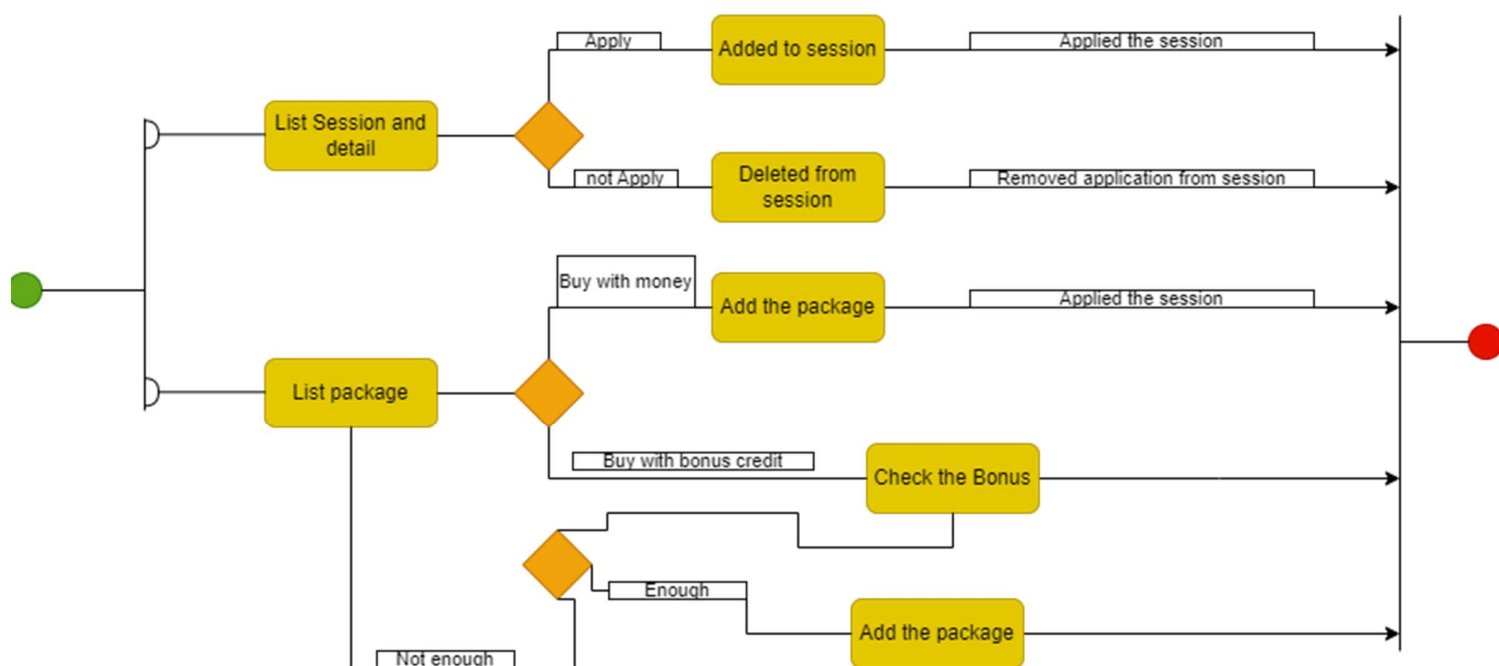 Apply
Added to session
Applied the session
List Session and
detail
not Apply
Deleted from
session
Removed application from session
Buy with money
Add the package
Applied the session
List package
Buy with bonus credit
Check the Bonus
Enough
Add the package
Not enough